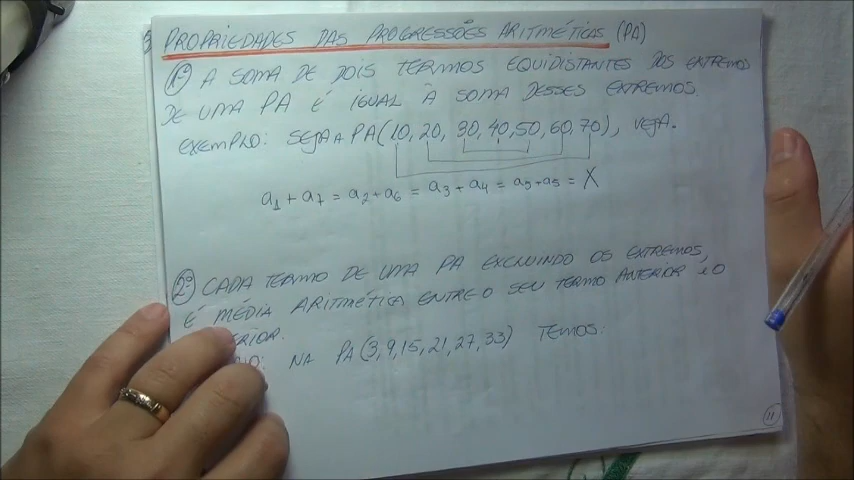 PROPRIEDADES DAS PROGRESSÕES ARITMÉTICAS (PA)
1º A SOMA DE DOIS TERMOS EQUIDISTANTES DOS EXTREMOS
DE UMA PA É IGUAL À SOMA DESSES EXTREMOS.
EXEMPLO: SEJA A PA(10, 20, 30, 40, 50, 60, 70), VEJA.
a1 + a7 = a2 + a6 = a3 + a4 = a5 + a5 = X
2º CADA TERMO DE UMA PA EXCLUINDO OS EXTREMOS,
É MÉDIA ARITMÉTICA ENTRE O SEU TERMO ANTERIOR E O
ERIOR.
: NA PA (3, 9, 15, 21, 27, 33) TEMOS:
11